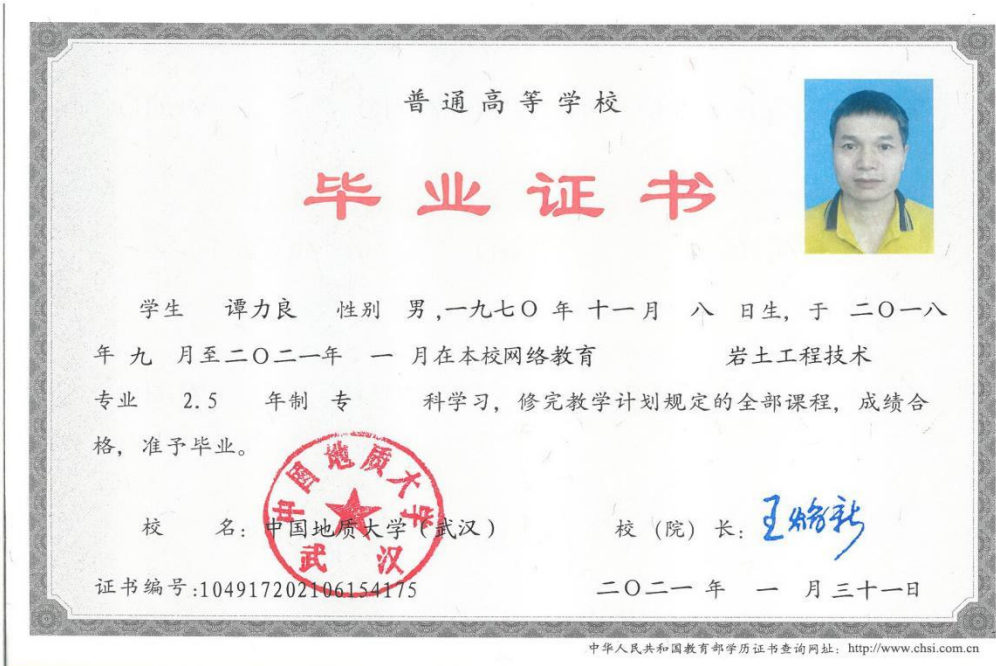 普通高等学校
毕业证书
学生 谭力良 性别 男,一九七〇年 十一月 八 日生, 于 二〇一八
年 九 月至二〇二一年 一 月在本校网络教育 岩土工程技术
专业 2.5 年制 专 科学习, 修完教学计划规定的全部课程, 成绩合
格, 准予毕业。
中国地质大学
武汉
校 名: 中国地质大学 (武汉) 校 (院) 长: 王焰新
证书编号:104917202106154175 二〇二一 年 一 月三十一日
中华人民共和国教育部学历证书查询网址: http://www.chsi.com.cn